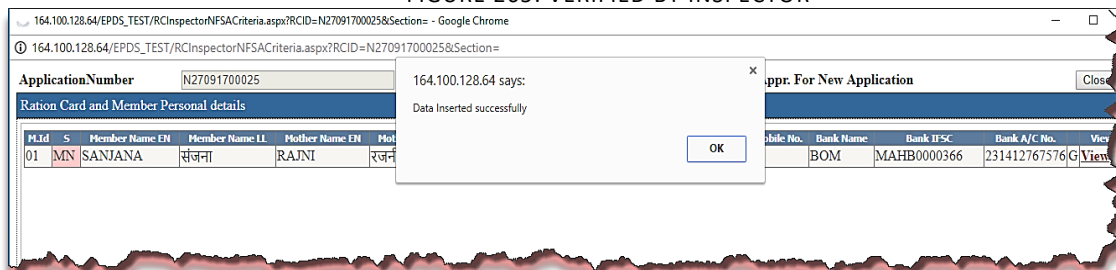 164.100.128.64/EPDS_TEST/RCInspectorNFSACriteria.aspx?RCID=N27091700025&Section= - Google Chrome
164.100.128.64/EPDS_TEST/RCInspectorNFSACriteria.aspx?RCID=N27091700025&Section=
ApplicationNumber N27091700025 Appr. For New Application Close
164.100.128.64 says: x
Data Inserted successfully
OK
Ration Card and Member Personal details
M.Id S Member Name EN Member Name LL Mother Name EN Mot bile No. Bank Name Bank IFSC Bank A/C No. View
01 MN SANJANA संजना RAJNI रजनी BOM MAHB0000366 231412767576 G View